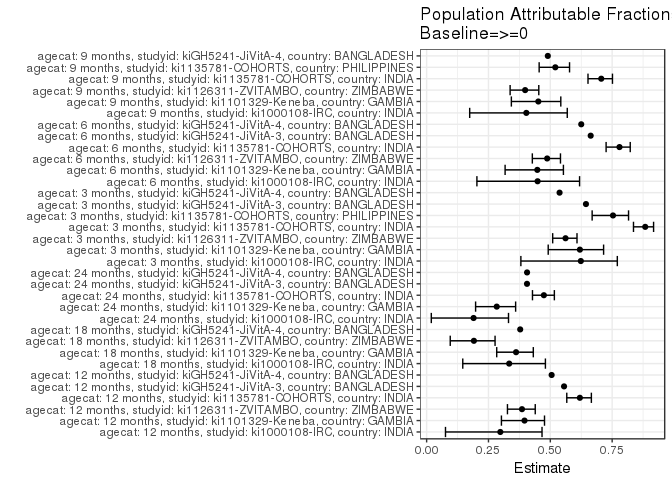 Population Attributable Fraction
Baseline=>=0
agecat: 9 months, studyid: kiGH5241-JiVitA-4, country: BANGLADESH
agecat: 9 months, studyid: ki1135781-COHORTS, country: PHILIPPINES
agecat: 9 months, studyid: ki1135781-COHORTS, country: INDIA
agecat: 9 months, studyid: ki1126311-ZVITAMBO, country: ZIMBABWE
agecat: 9 months, studyid: ki1101329-Keneba, country: GAMBIA
agecat: 9 months, studyid: ki1000108-IRC, country: INDIA
agecat: 6 months, studyid: kiGH5241-JiVitA-4, country: BANGLADESH
agecat: 6 months, studyid: kiGH5241-JiVitA-3, country: BANGLADESH
agecat: 6 months, studyid: ki1135781-COHORTS, country: INDIA
agecat: 6 months, studyid: ki1126311-ZVITAMBO, country: ZIMBABWE
agecat: 6 months, studyid: ki1101329-Keneba, country: GAMBIA
agecat: 6 months, studyid: ki1000108-IRC, country: INDIA
agecat: 3 months, studyid: kiGH5241-JiVitA-4, country: BANGLADESH
agecat: 3 months, studyid: kiGH5241-JiVitA-3, country: BANGLADESH
agecat: 3 months, studyid: ki1135781-COHORTS, country: PHILIPPINES
agecat: 3 months, studyid: ki1135781-COHORTS, country: INDIA
agecat: 3 months, studyid: ki1126311-ZVITAMBO, country: ZIMBABWE
agecat: 3 months, studyid: ki1101329-Keneba, country: GAMBIA
agecat: 3 months, studyid: ki1000108-IRC, country: INDIA
agecat: 24 months, studyid: kiGH5241-JiVitA-4, country: BANGLADESH
agecat: 24 months, studyid: kiGH5241-JiVitA-3, country: BANGLADESH
agecat: 24 months, studyid: ki1135781-COHORTS, country: INDIA
agecat: 24 months, studyid: ki1101329-Keneba, country: GAMBIA
agecat: 24 months, studyid: ki1000108-IRC, country: INDIA
agecat: 18 months, studyid: kiGH5241-JiVitA-4, country: BANGLADESH
agecat: 18 months, studyid: ki1126311-ZVITAMBO, country: ZIMBABWE
agecat: 18 months, studyid: ki1101329-Keneba, country: GAMBIA
agecat: 18 months, studyid: ki1000108-IRC, country: INDIA
agecat: 12 months, studyid: kiGH5241-JiVitA-4, country: BANGLADESH
agecat: 12 months, studyid: kiGH5241-JiVitA-3, country: BANGLADESH
agecat: 12 months, studyid: ki1135781-COHORTS, country: INDIA
agecat: 12 months, studyid: ki1126311-ZVITAMBO, country: ZIMBABWE
agecat: 12 months, studyid: ki1101329-Keneba, country: GAMBIA
agecat: 12 months, studyid: ki1000108-IRC, country: INDIA
0.00 0.25 0.50 0.75
Estimate